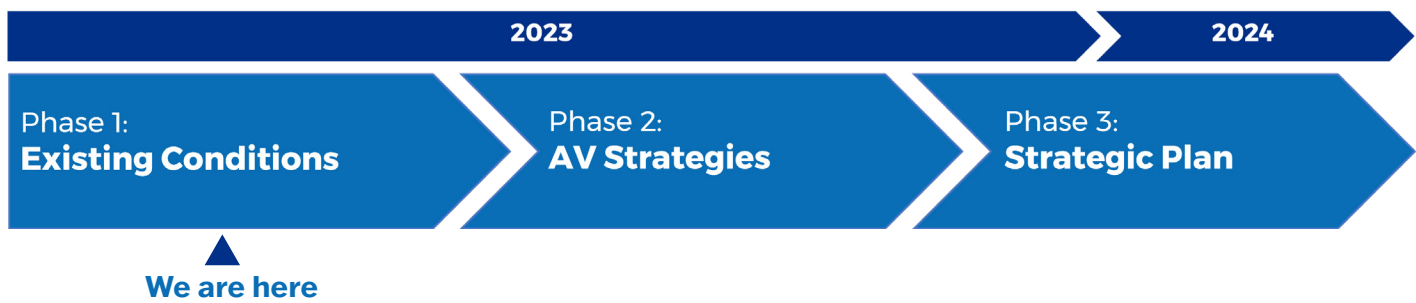 2023
2024
Phase 1:
Existing Conditions
Phase 2:
AV Strategies
Phase 3:
Strategic Plan
We are here